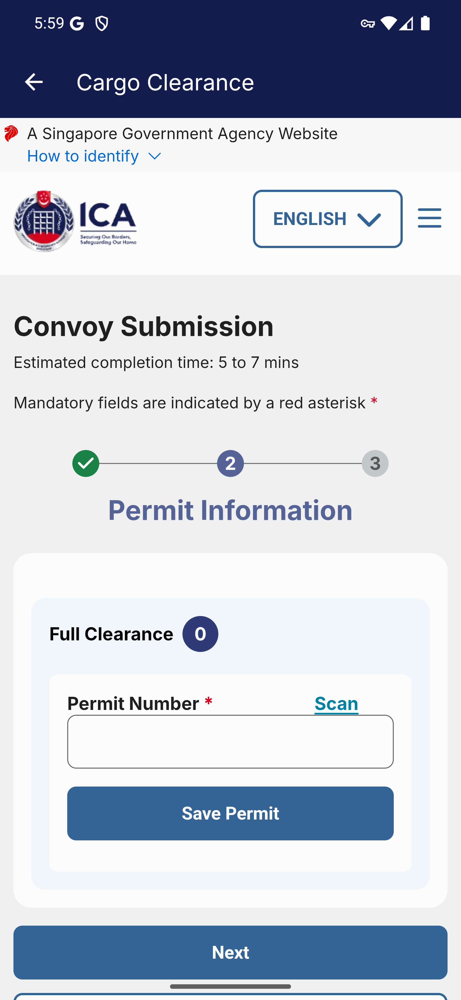 5:59
Cargo Clearance
A Singapore Government Agency Website
How to identify
ICA
Securing Our Borders,
Safeguarding Our Home
ENGLISH
Convoy Submission
Estimated completion time: 5 to 7 mins
Mandatory fields are indicated by a red asterisk *
2
3
Permit Information
Full Clearance 0
Permit Number *
Scan
Save Permit
Next